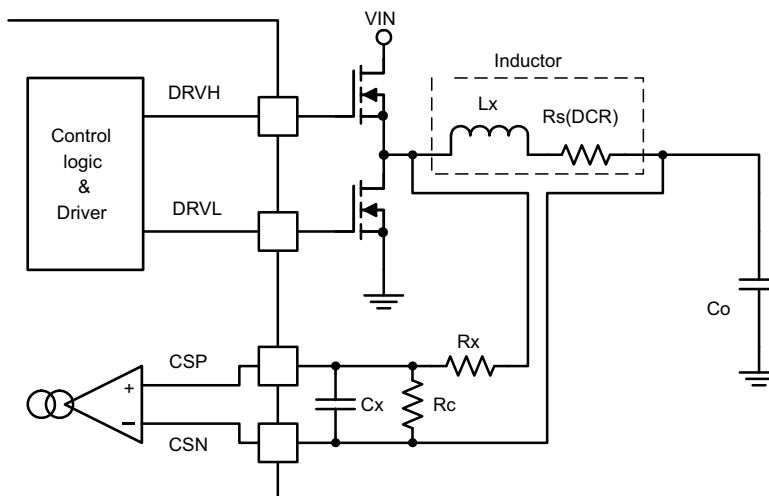 VIN
Inductor
DRVH
Lx
Rs(DCR)
Control
logic
&
Driver
DRVL
Co
Rx
CSP
+
Cx
Rc
−
CSN